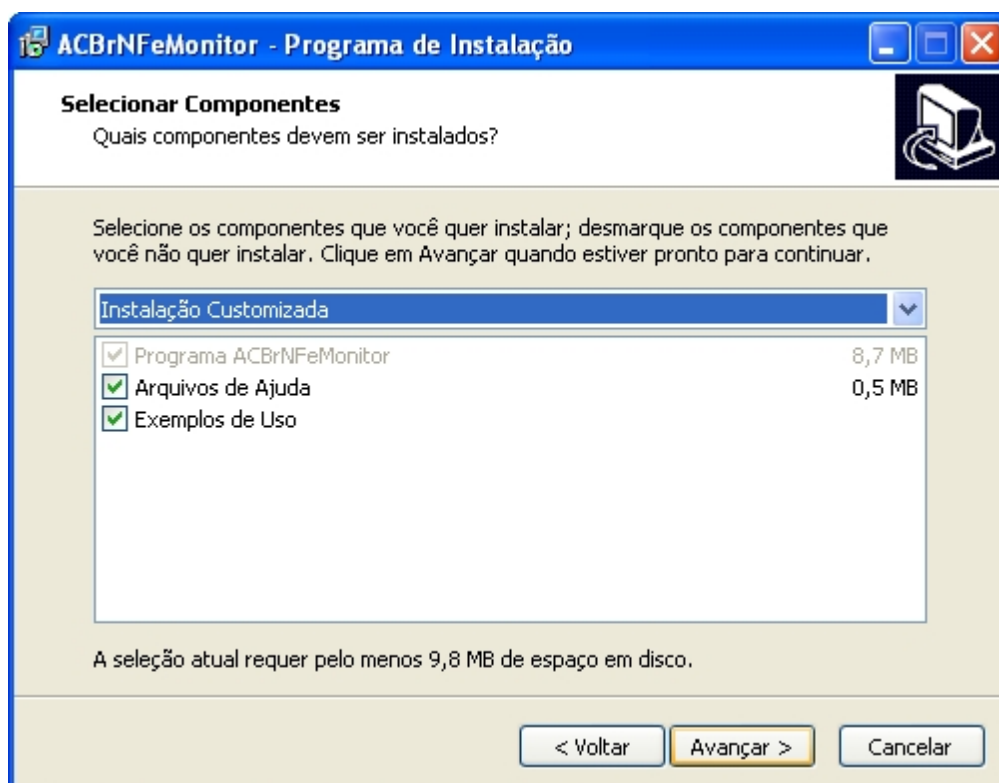 ACBrNFeMonitor - Programa de Instalação
Selecionar Componentes
Quais componentes devem ser instalados?
Selecione os componentes que você quer instalar; desmarque os componentes que
você não quer instalar. Clique em Avançar quando estiver pronto para continuar.
Instalação Customizada
Programa ACBrNFeMonitor 8,7 MB
Arquivos de Ajuda 0,5 MB
Exemplos de Uso
A seleção atual requer pelo menos 9,8 MB de espaço em disco.
< Voltar Avançar > Cancelar